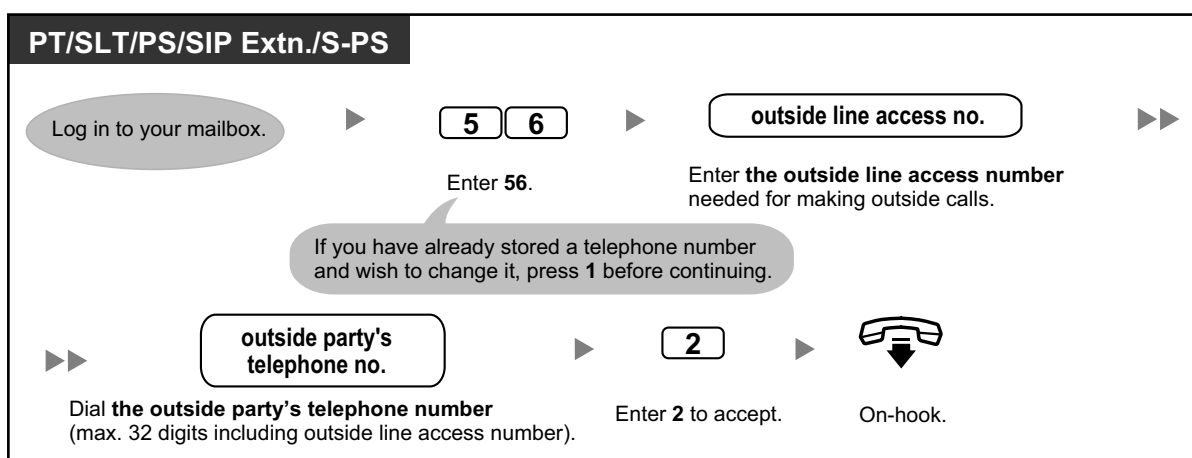 PT/SLT/PS/SIP Extn./S-PS
Log in to your mailbox.
5 6
outside line access no.
Enter 56.
Enter the outside line access number
needed for making outside calls.
If you have already stored a telephone number
and wish to change it, press 1 before continuing.
outside party's
telephone no.
2
Dial the outside party’s telephone number
(max. 32 digits including outside line access number).
Enter 2 to accept.
On-hook.